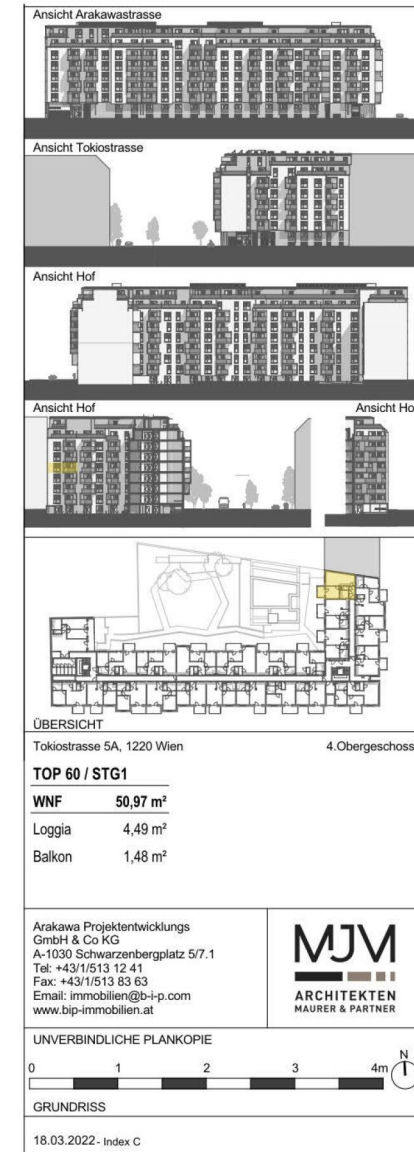 Ansicht Arakawastrasse
Ansicht Tokiostrasse
Ansicht Hof
Ansicht Hof
Ansicht Ho
ÜBERSICHT
Tokiostrasse 5A, 1220 Wien 4.Obergeschoss
TOP 60 / STG1
WNF 50,97 m²
Loggia 4,49 m²
Balkon 1,48 m²
Arakawa Projektentwicklungs
GmbH & Co KG
A-1030 Schwarzenbergplatz 5/7.1
Tel: +43/1/513 12 41
Fax: +43/1/513 83 63
Email: immobilien@b-i-p.com
www.bip-immobilien.at
MJM
ARCHITEKTEN
MAURER & PARTNER
UNVERBINDLICHE PLANKOPIE
0 1 2 3 4m N
GRUNDRISS
18.03.2022- Index C